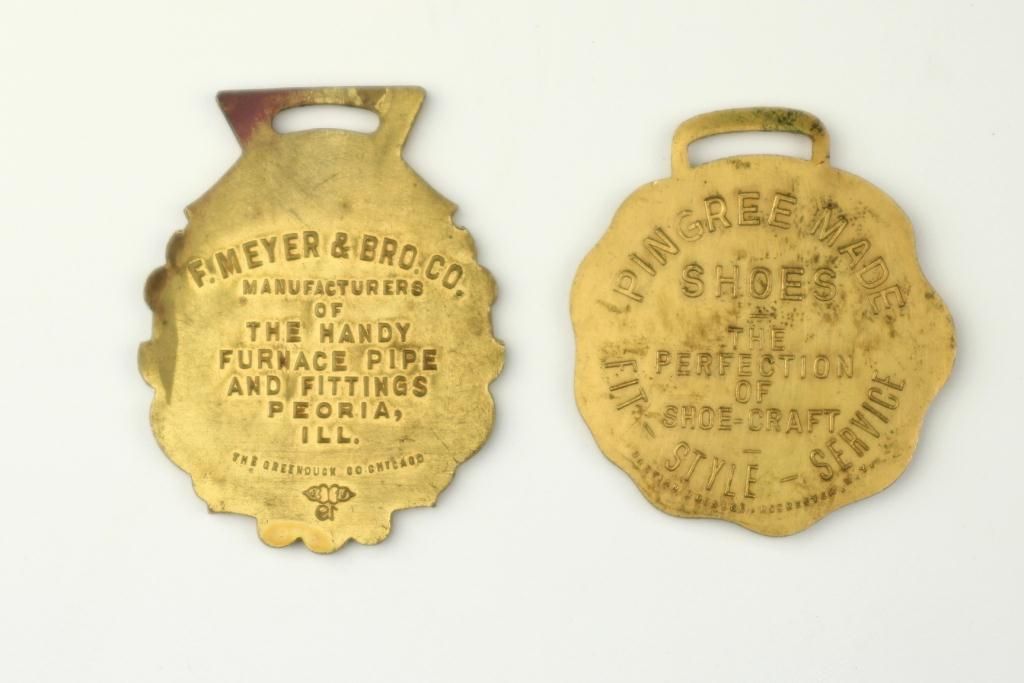 F. MEYER & BRO. CO.
MANUFACTURERS
OF
THE HANDY
FURNACE PIPE
AND FITTINGS
PEORIA,
ILL.
THE GREENDUCK CO. CHICAGO
PINGREE MADE
SHOES
THE
PERFECTION
OF
SHOE-CRAFT
FIT - STYLE - SERVICE